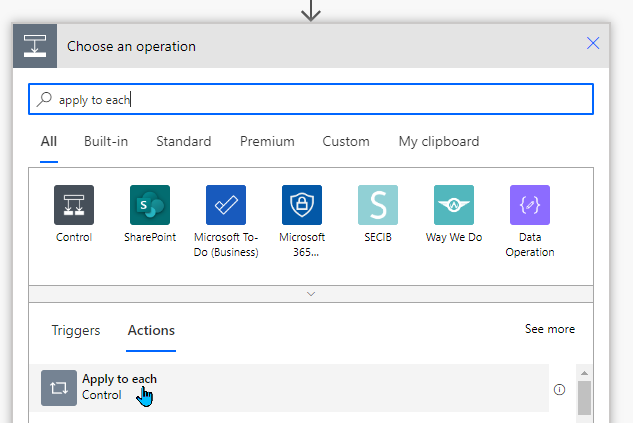 Choose an operation
apply to each
All Built-in Standard Premium Custom My clipboard
Control SharePoint Microsoft To- Microsoft SECIB Way We Do Data
Do (Business) 365... Operation
Triggers Actions See more
Apply to each
Control